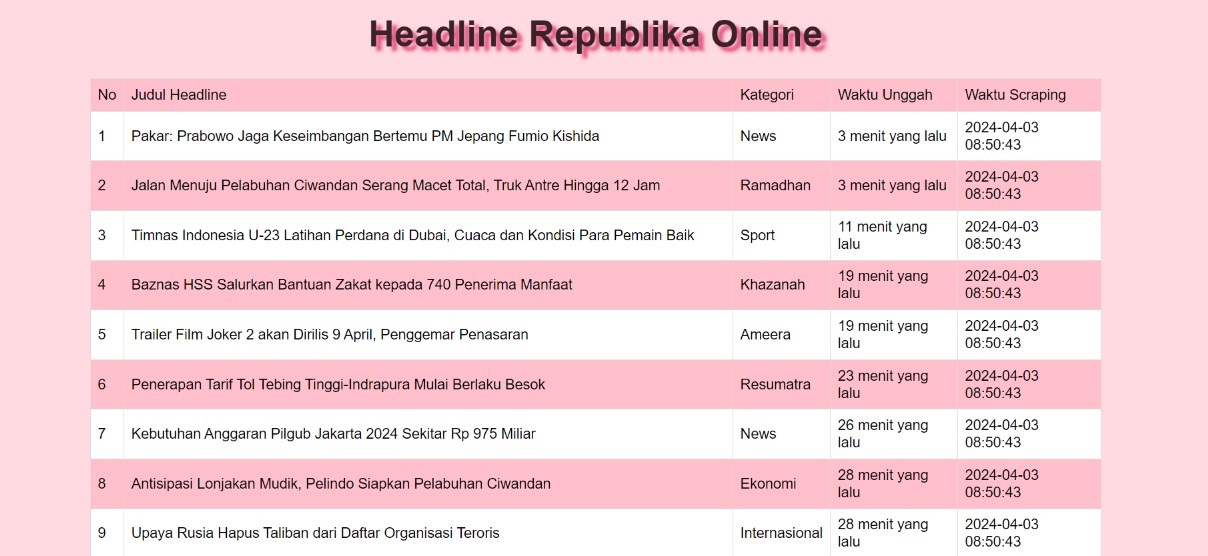 Headline Republika Online
No Judul Headline Kategori Waktu Unggah Waktu Scraping
1 Pakar: Prabowo Jaga Keseimbangan Bertemu PM Jepang Fumio Kishida News 3 menit yang lalu 2024-04-03 08:50:43
2 Jalan Menuju Pelabuhan Ciwandan Serang Macet Total, Truk Antre Hingga 12 Jam Ramadhan 3 menit yang lalu 2024-04-03 08:50:43
3 Timnas Indonesia U-23 Latihan Perdana di Dubai, Cuaca dan Kondisi Para Pemain Baik Sport 11 menit yang lalu 2024-04-03 08:50:43
4 Baznas HSS Salurkan Bantuan Zakat kepada 740 Penerima Manfaat Khazanah 19 menit yang lalu 2024-04-03 08:50:43
5 Trailer Film Joker 2 akan Dirilis 9 April, Penggemar Penasaran Ameera 19 menit yang lalu 2024-04-03 08:50:43
6 Penerapan Tarif Tol Tebing Tinggi-Indrapura Mulai Berlaku Besok Resumatra 23 menit yang lalu 2024-04-03 08:50:43
7 Kebutuhan Anggaran Pilgub Jakarta 2024 Sekitar Rp 975 Miliar News 26 menit yang lalu 2024-04-03 08:50:43
8 Antisipasi Lonjakan Mudik, Pelindo Siapkan Pelabuhan Ciwandan Ekonomi 28 menit yang lalu 2024-04-03 08:50:43
9 Upaya Rusia Hapus Taliban dari Daftar Organisasi Teroris Internasional 28 menit yang lalu 2024-04-03 08:50:43